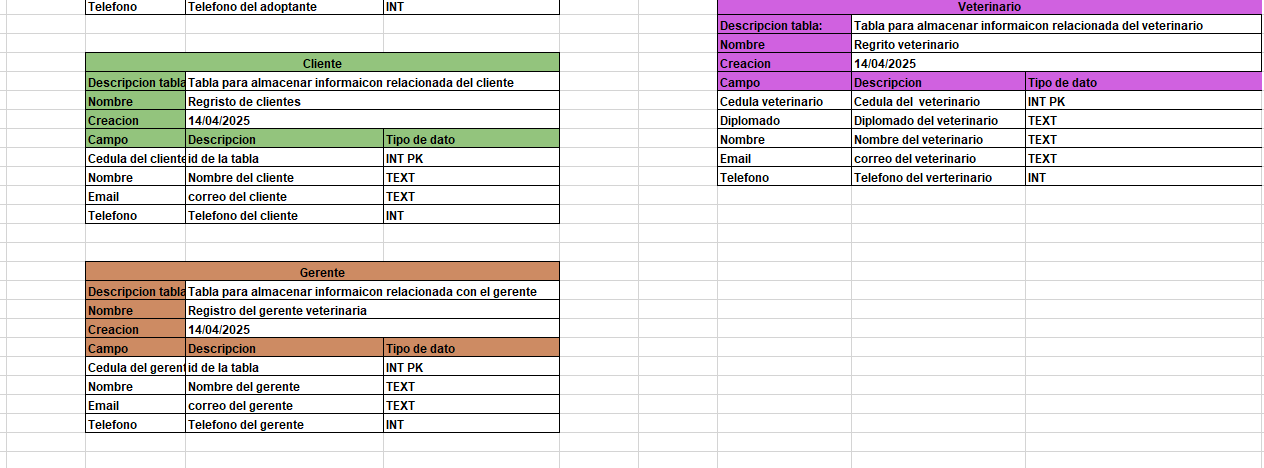 Telefono Telefono del adoptante INT
Cliente
Descripcion tabla Tabla para almacenar informaicon relacionada del cliente
Nombre Regristo de clientes
Creacion 14/04/2025
Campo Descripcion Tipo de dato
Cedula del cliente id de la tabla INT PK
Nombre Nombre del cliente TEXT
Email correo del cliente TEXT
Telefono Telefono del cliente INT
Gerente
Descripcion tabla Tabla para almacenar informaicon relacionada con el gerente
Nombre Registro del gerente veterinaria
Creacion 14/04/2025
Campo Descripcion Tipo de dato
Cedula del gerent id de la tabla INT PK
Nombre Nombre del gerente TEXT
Email correo del gerente TEXT
Telefono Telefono del gerente INT
Veterinario
Descripcion tabla: Tabla para almacenar informaicon relacionada del veterinario
Nombre Regrito veterinario
Creacion 14/04/2025
Campo Descripcion Tipo de dato
Cedula veterinario Cedula del  veterinario INT PK
Diplomado Diplomado del veterinario TEXT
Nombre Nombre del veterinario TEXT
Email correo del veterinario TEXT
Telefono Telefono del verterinario INT